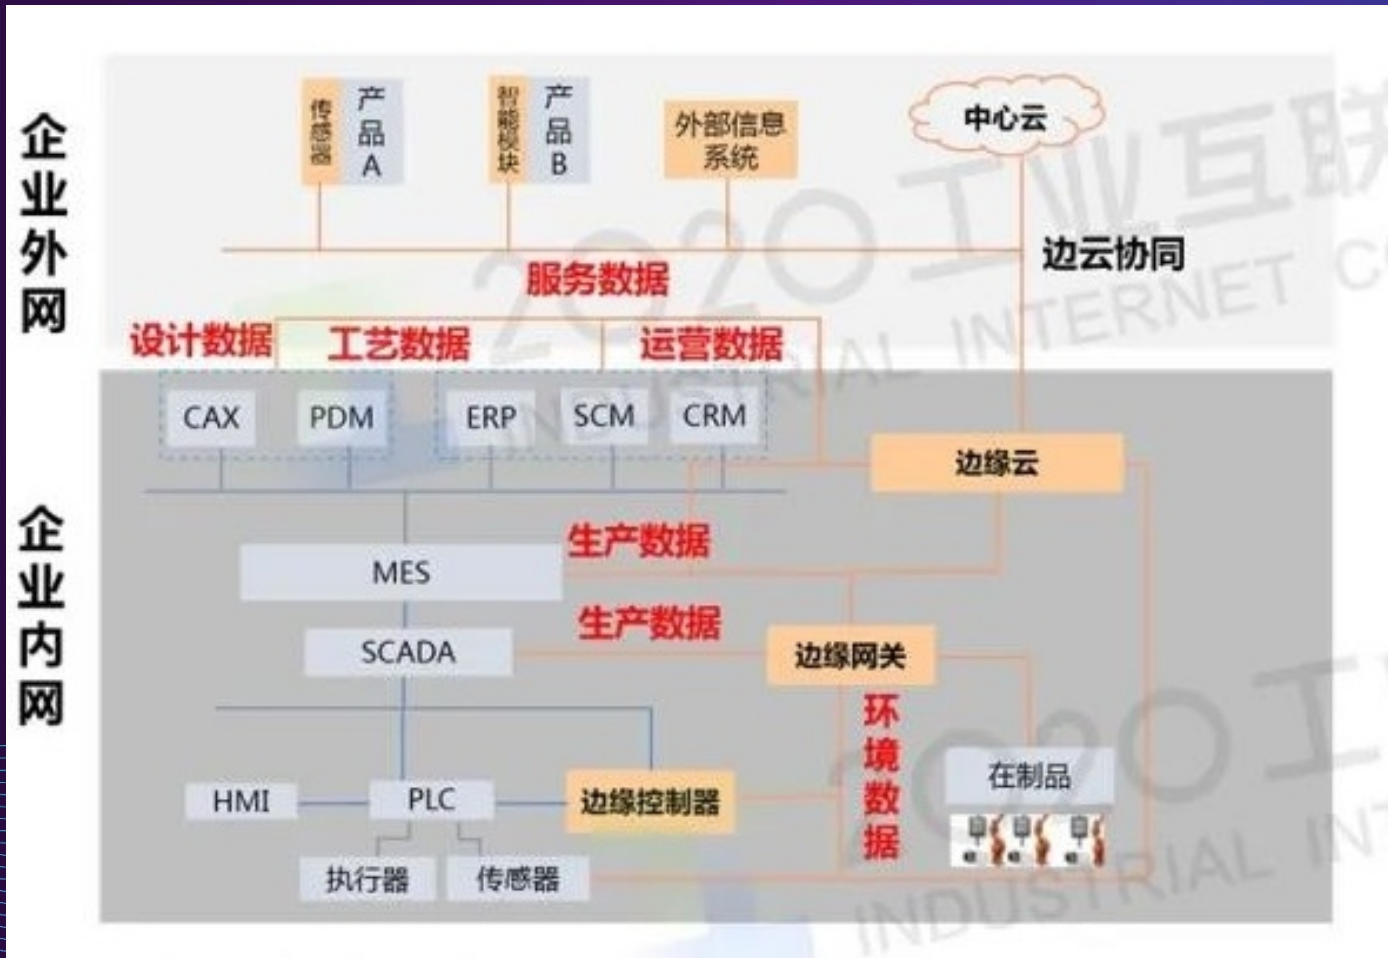 企业外网
传感器
产品A
智能模块
产品B
外部信息
系统
中心云
边云协同
服务数据
设计数据
工艺数据
运营数据
企业内网
CAX
PDM
ERP
SCM
CRM
边缘云
生产数据
MES
生产数据
SCADA
边缘网关
环境数据
在制品
HMI
PLC
边缘控制器
执行器
传感器
2020工业互联
INDUSTRIAL INTERNET CO
2020工业
INDUSTRIAL INT